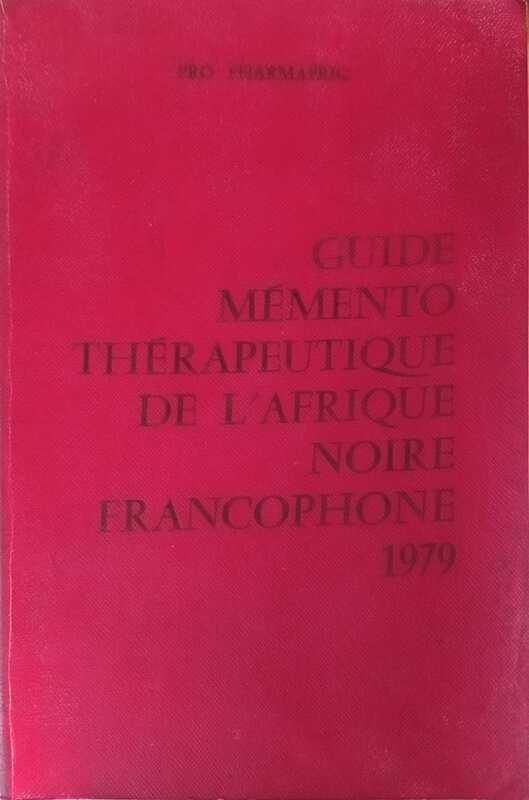 PRO PHARMAFRIC
GUIDE
MÉMENTO
THÉRAPEUTIQUE
DE L'AFRIQUE
NOIRE
FRANCOPHONE
1979